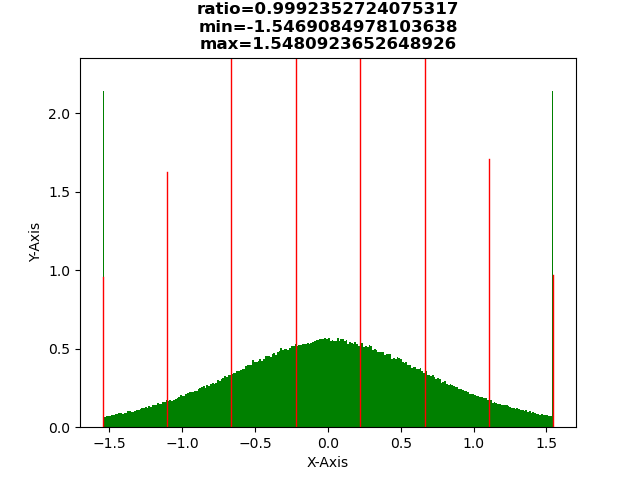 ratio=0.9992352724075317
min=-1.5469084978103638
max=1.5480923652648926
Y-Axis
2.0
1.5
1.0
0.5
0.0
−1.5 −1.0 −0.5 0.0 0.5 1.0 1.5
X-Axis